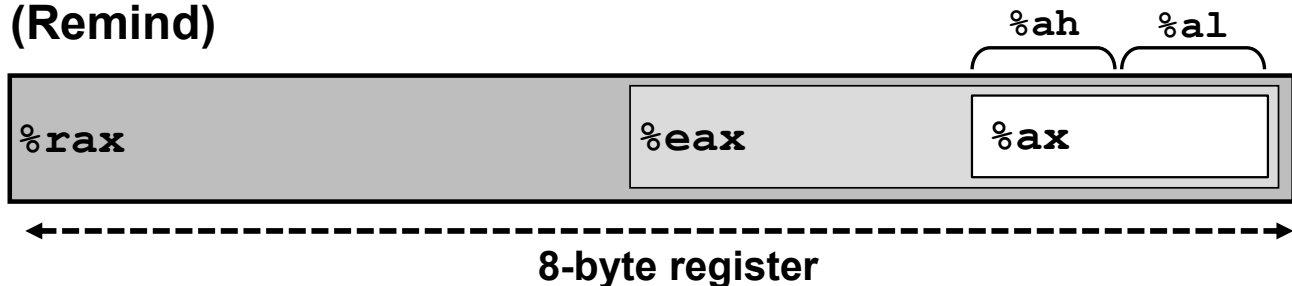 (Remind)
%ah %al
%rax %eax %ax
8-byte register